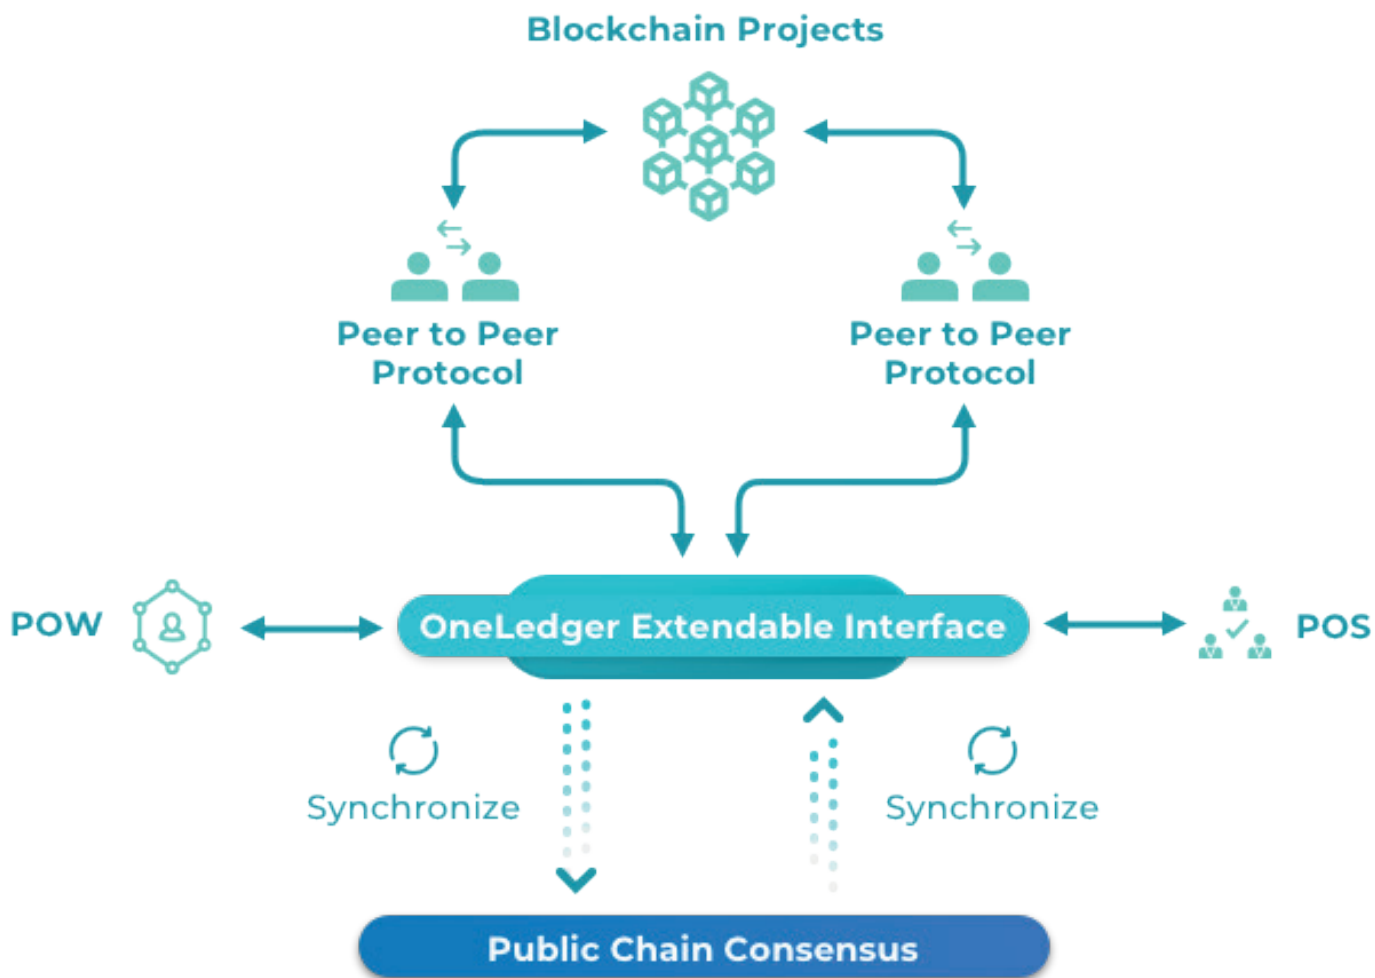 Blockchain Projects
Peer to Peer
Protocol
Peer to Peer
Protocol
POW
OneLedger Extendable Interface
POS
Synchronize
Synchronize
Public Chain Consensus